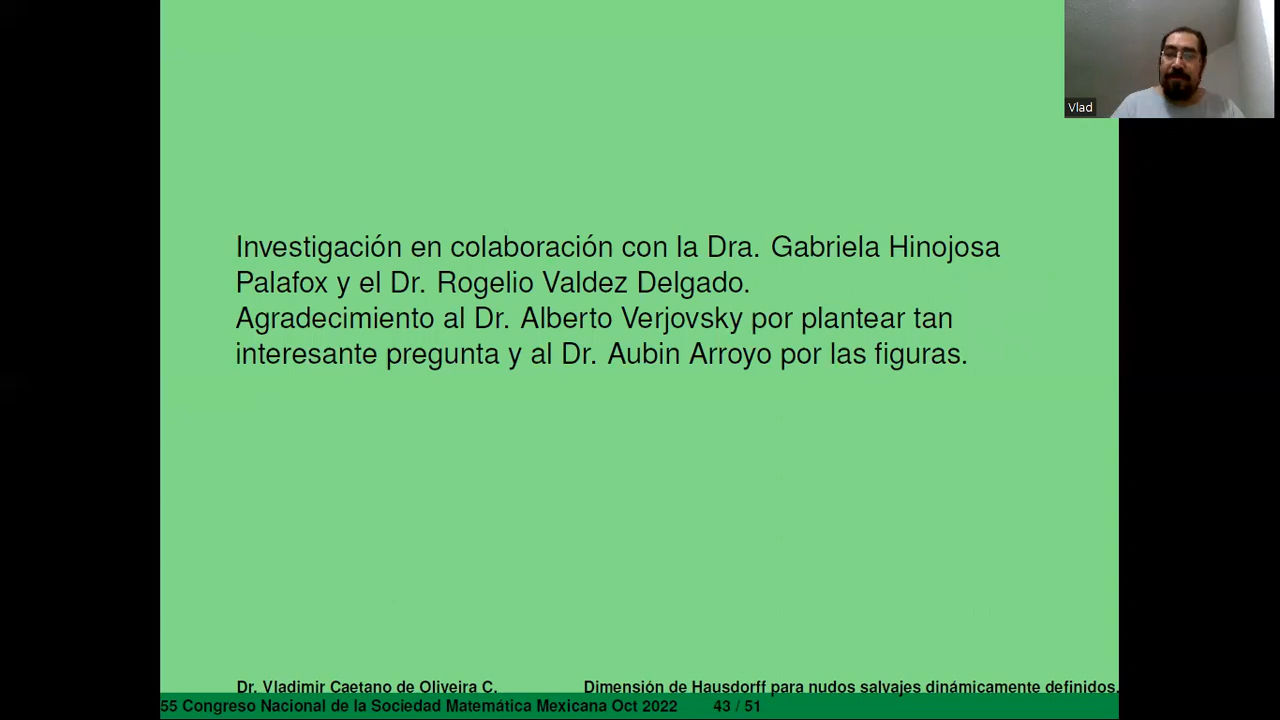 Vlad
Investigación en colaboración con la Dra. Gabriela Hinojosa
Palafox y el Dr. Rogelio Valdez Delgado.
Agradecimiento al Dr. Alberto Verjovsky por plantear tan
interesante pregunta y al Dr. Aubin Arroyo por las figuras.
Dr. Vladimir Caetano de Oliveira C. Dimensión de Hausdorff para nudos salvajes dinámicamente definidos.
55 Congreso Nacional de la Sociedad Matemática Mexicana Oct 2022 43 / 51